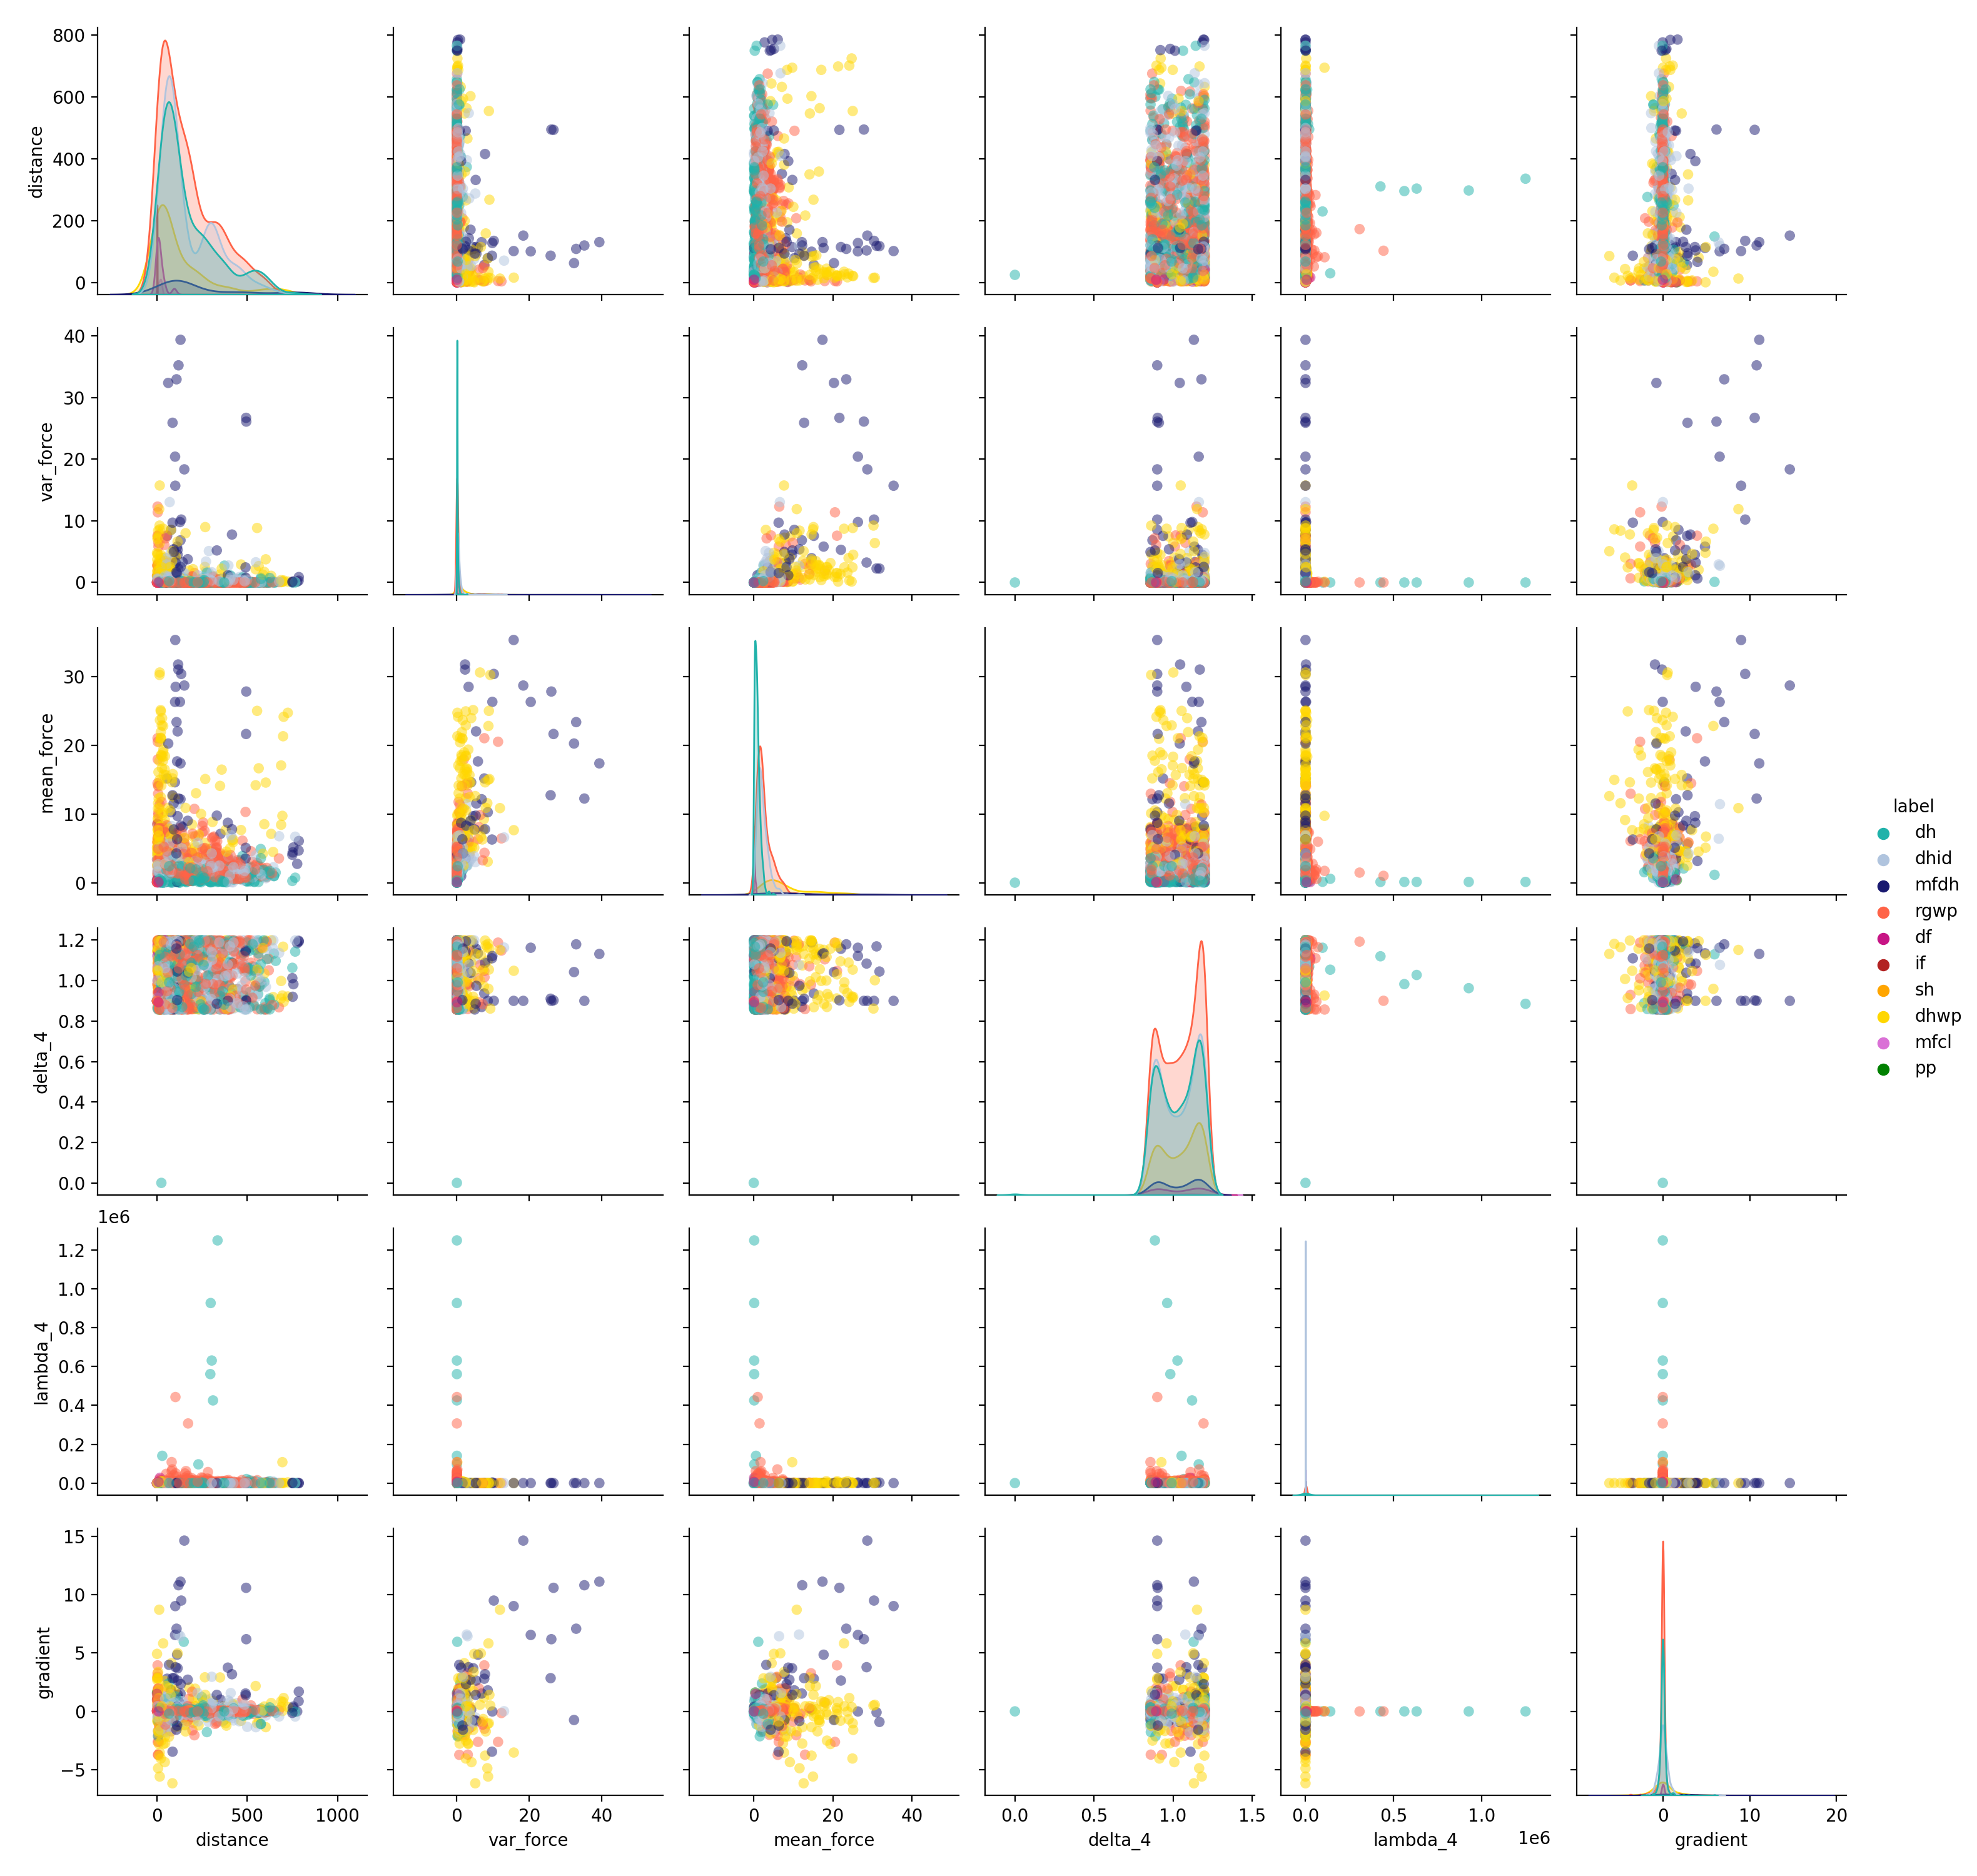 800
600
400
200
0
distance
40
30
20
10
0
var_force
30
20
10
0
mean_force
label
dh
dhid
mfdh
rgwp
df
if
sh
dhwp
mfcl
pp
1.2
1.0
0.8
0.6
0.4
0.2
0.0
delta_4
1e6
1.2
1.0
0.8
0.6
0.4
0.2
0.0
lambda_4
15
10
5
0
−5
gradient
0 500 1000 0 20 40 0 20 40 0.0 0.5 1.0 1.5 0.0 0.5 1.0 0 10 20
distance var_force mean_force delta_4 lambda_4 1e6 gradient